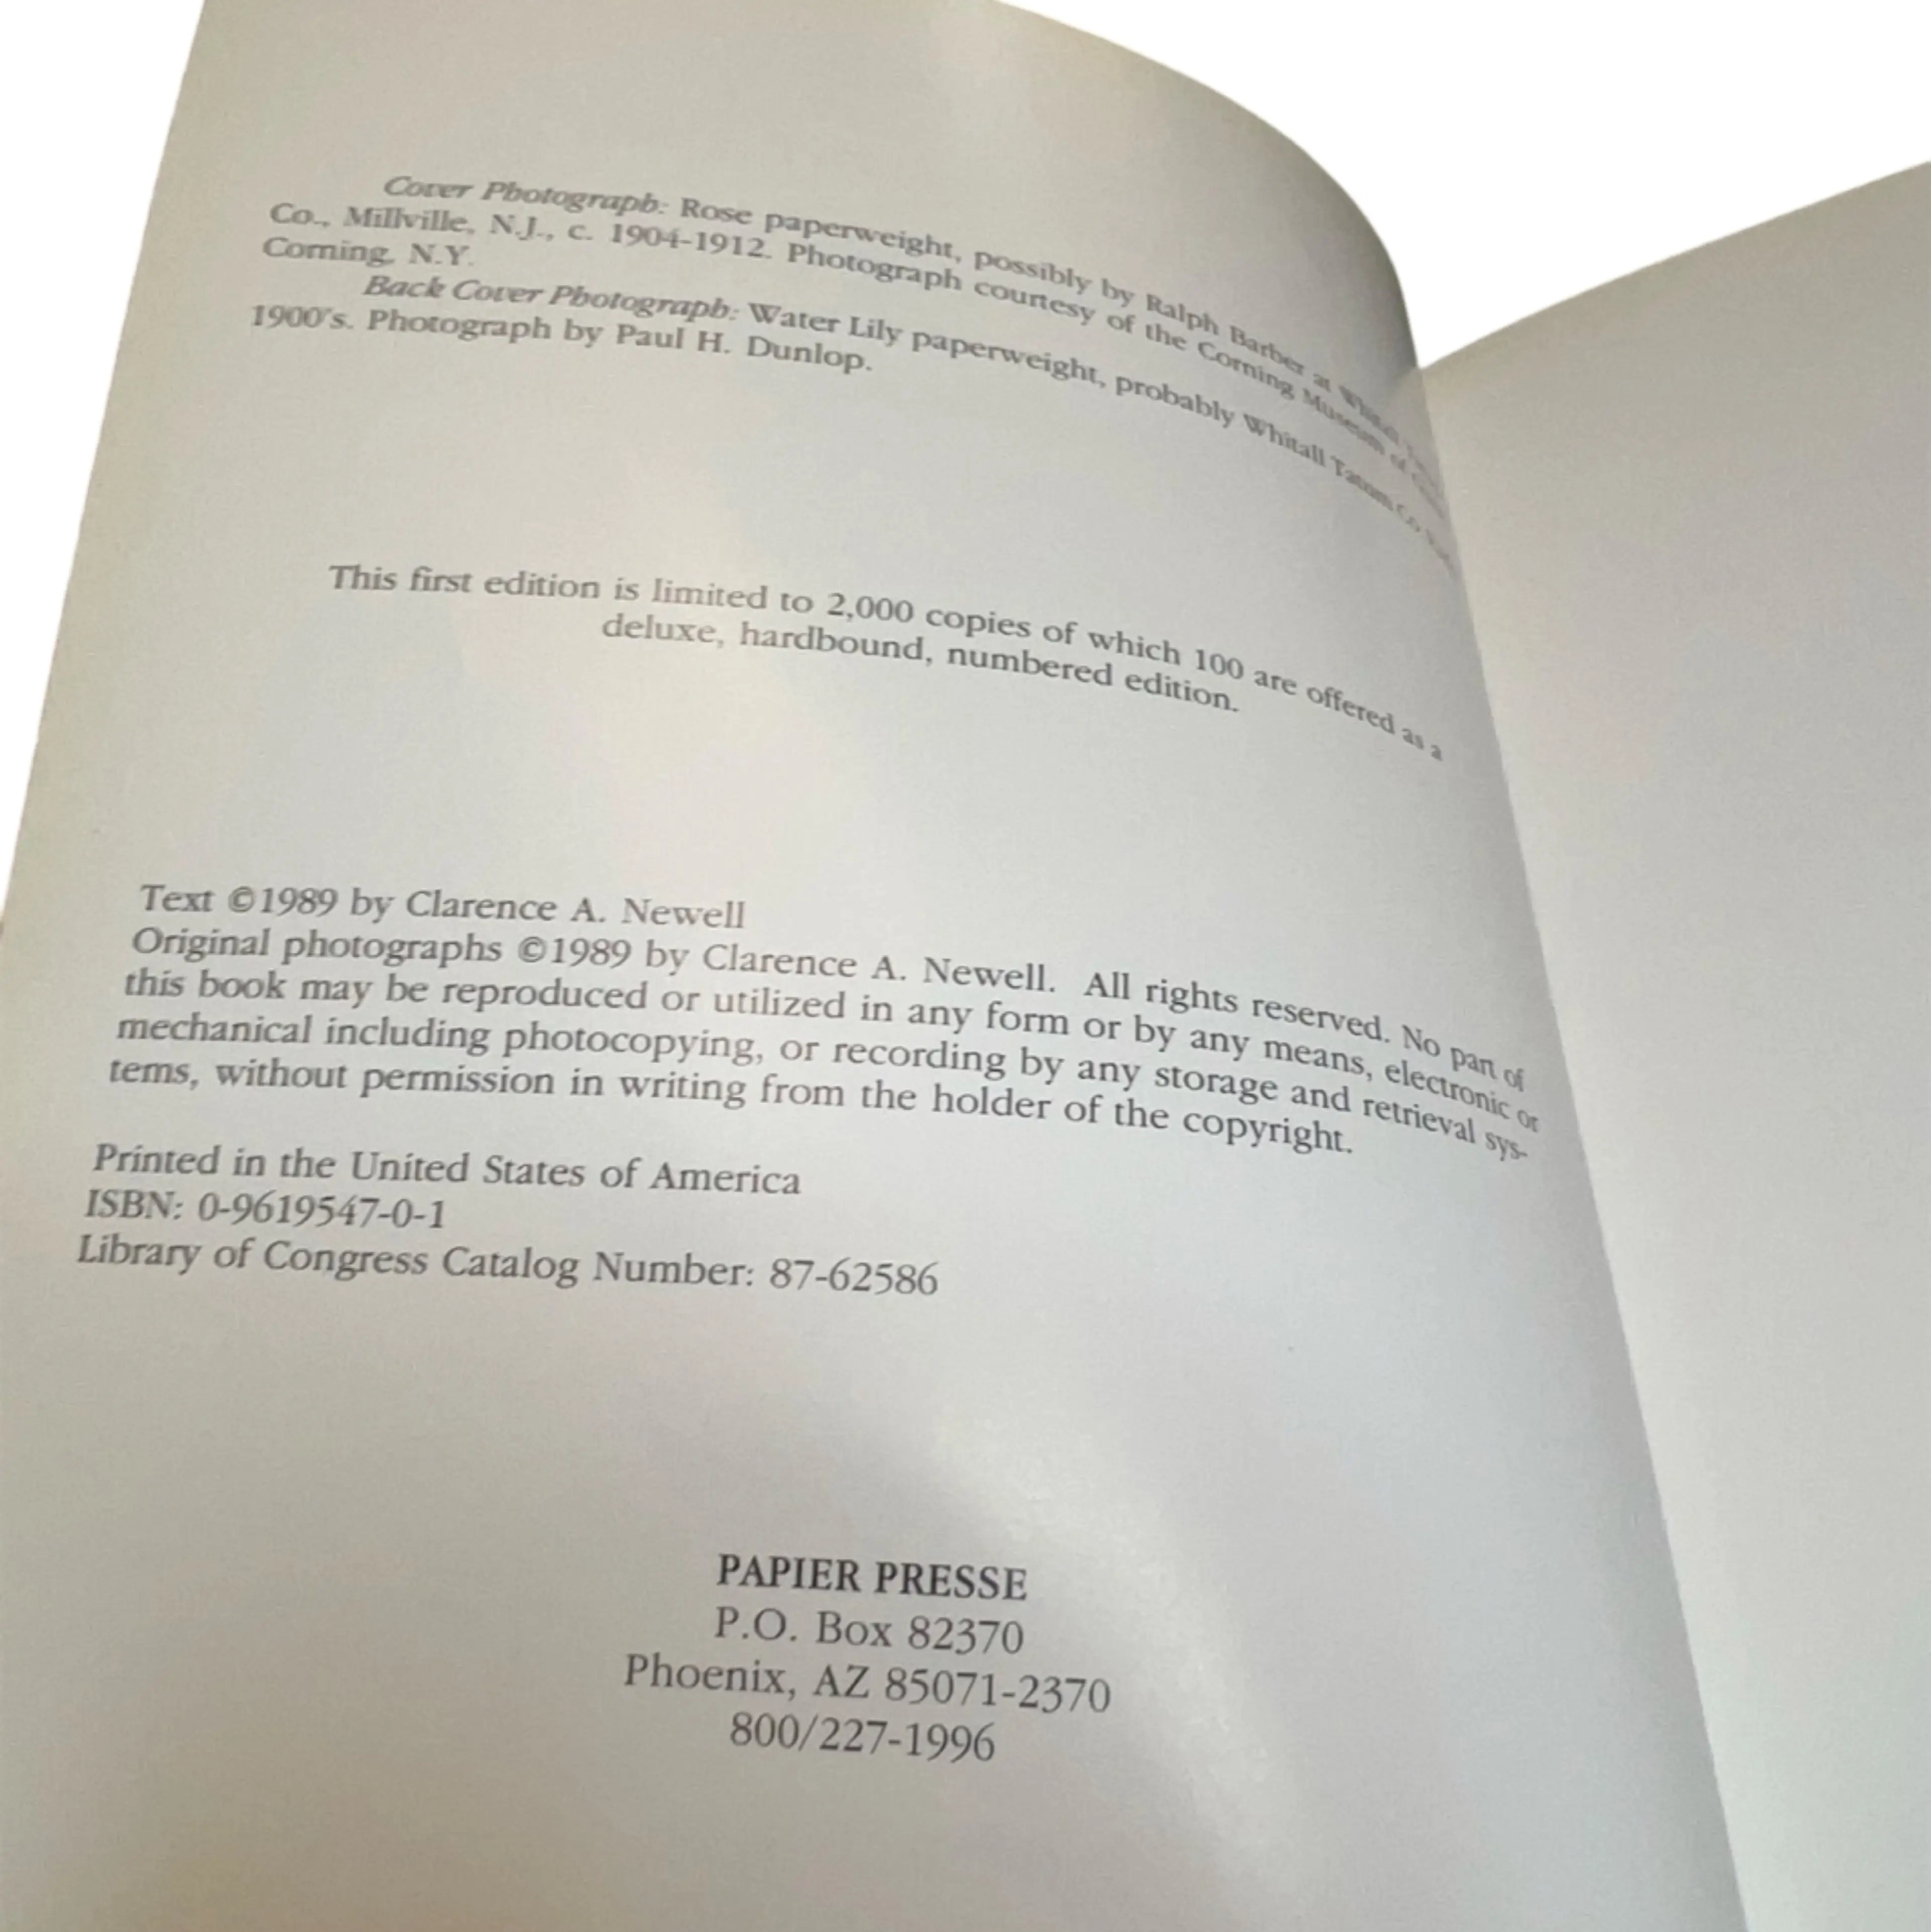 Cover Photograph: Rose paperweight, possibly by Ralph Barber at Whitall
Co., Millville, N.J., c. 1904-1912. Photograph courtesy of the Corning Museum of
Corning, N.Y.
Back Cover Photograph: Water Lily paperweight, probably Whitall Tatum Co.
1900's. Photograph by Paul H. Dunlop.
This first edition is limited to 2,000 copies of which 100 are offered as a
deluxe, hardbound, numbered edition.
Text ©1989 by Clarence A. Newell
Original photographs ©1989 by Clarence A. Newell. All rights reserved. No part of
this book may be reproduced or utilized in any form or by any means, electronic or
mechanical including photocopying, or recording by any storage and retrieval sys-
tems, without permission in writing from the holder of the copyright.
Printed in the United States of America
ISBN: 0-9619547-0-1
Library of Congress Catalog Number: 87-62586
PAPIER PRESSE
P.O. Box 82370
Phoenix, AZ 85071-2370
800/227-1996